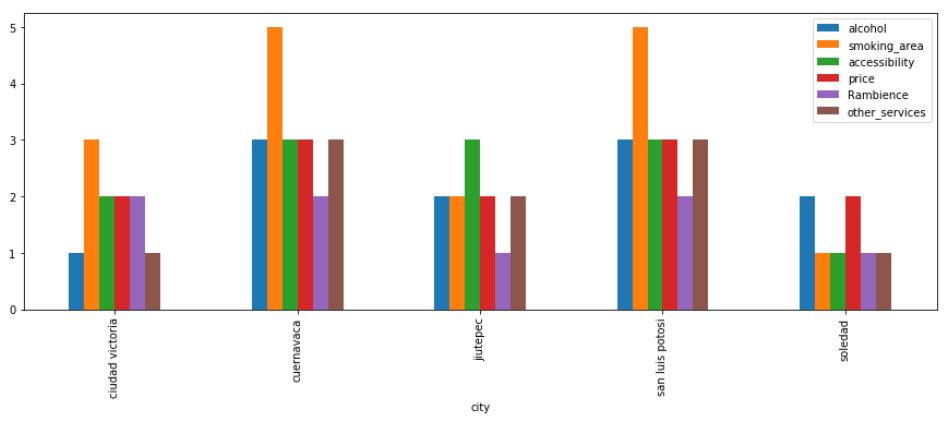 5
4
3
2
1
0
alcohol
smoking_area
accessibility
price
Rambience
other_services
ciudad victoria
cuernavaca
jiutepec
san luis potosi
soledad
city